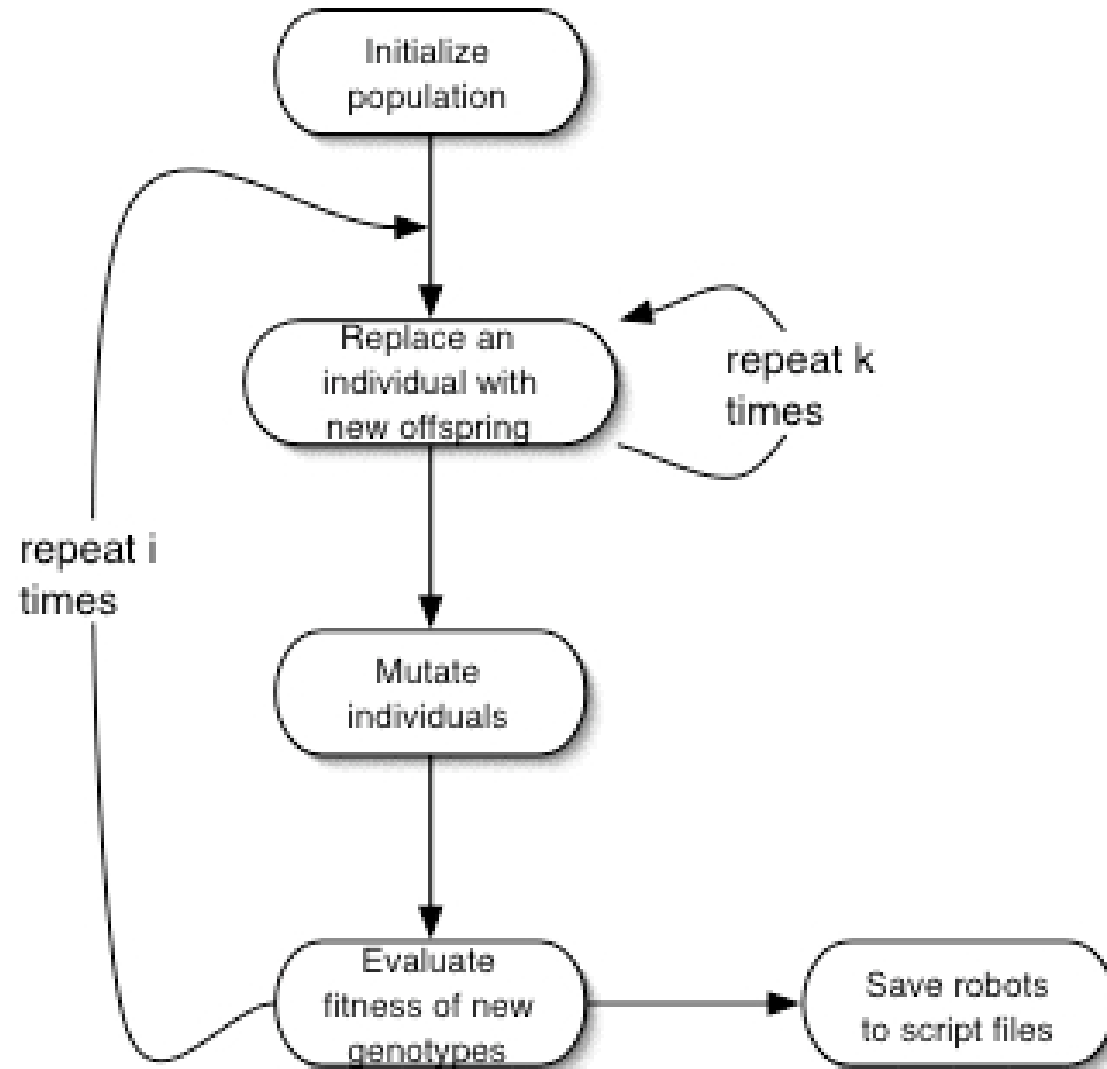 Initialize
population
Replace an
individual with
new offspring
repeat k
times
repeat i
times
Mutate
individuals
Evaluate
fitness of new
genotypes
Save robots
to script files